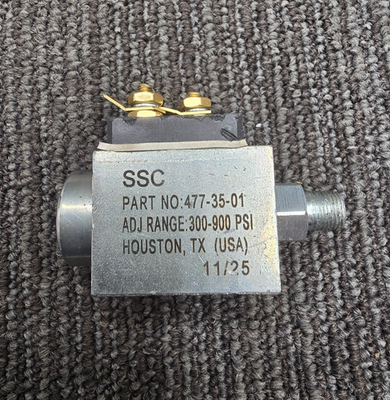 SSC
PART NO:477-35-01
ADJ RANGE:300-900 PSI
HOUSTON, TX (USA)
11/25